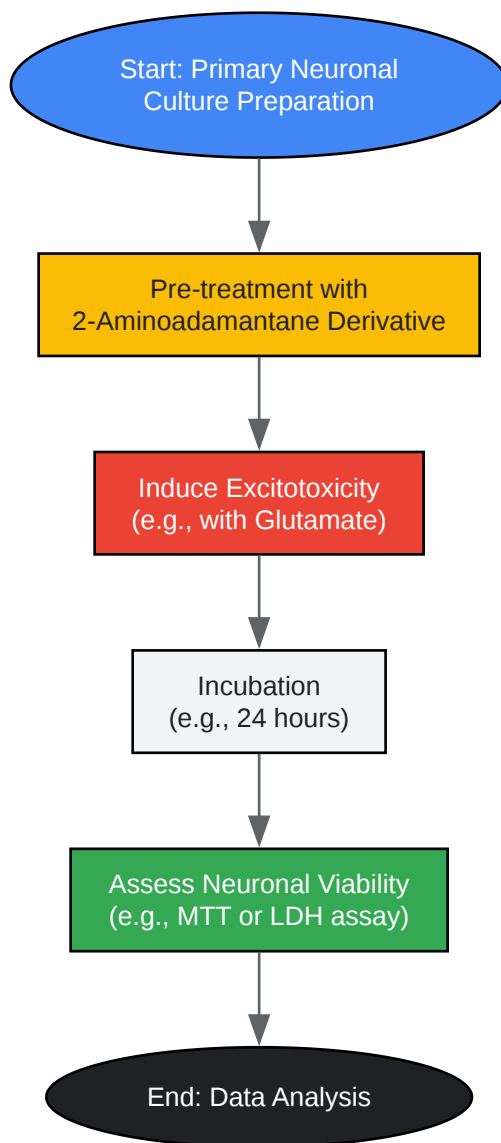 Start: Primary Neuronal
Culture Preparation
Pre-treatment with
2-Aminoadamantane Derivative
Induce Excitotoxicity
(e.g., with Glutamate)
Incubation
(e.g., 24 hours)
Assess Neuronal Viability
(e.g., MTT or LDH assay)
End: Data Analysis